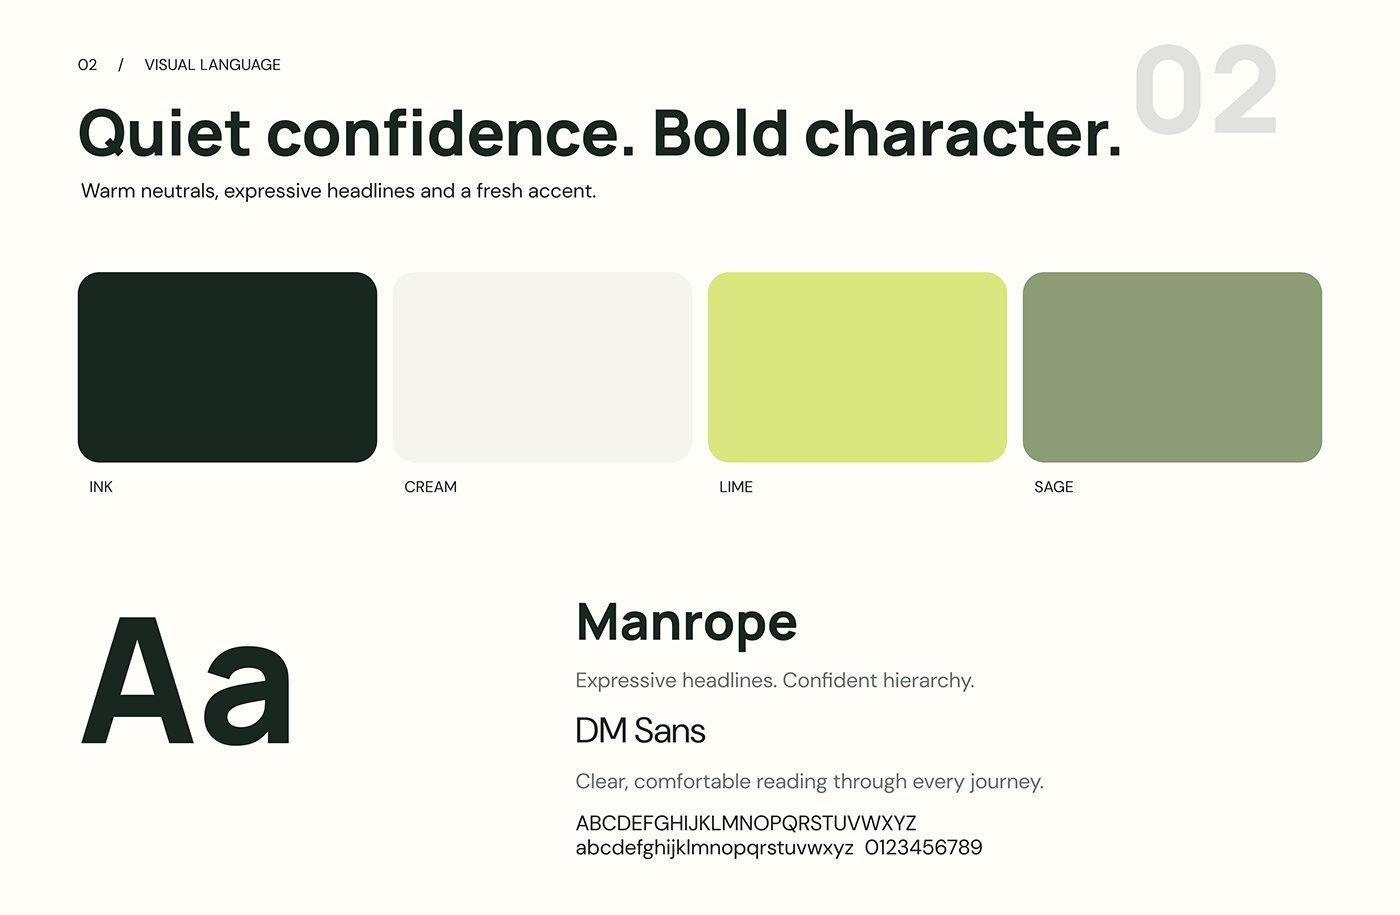 02 / VISUAL LANGUAGE
02
Quiet confidence. Bold character.
Warm neutrals, expressive headlines and a fresh accent.
INK
CREAM
LIME
SAGE
Aa
Manrope
Expressive headlines. Confident hierarchy.
DM Sans
Clear, comfortable reading through every journey.
ABCDEFGHIJKLMNOPQRSTUVWXYZ
abcdefghijklmnopqrstuvwxyz 0123456789